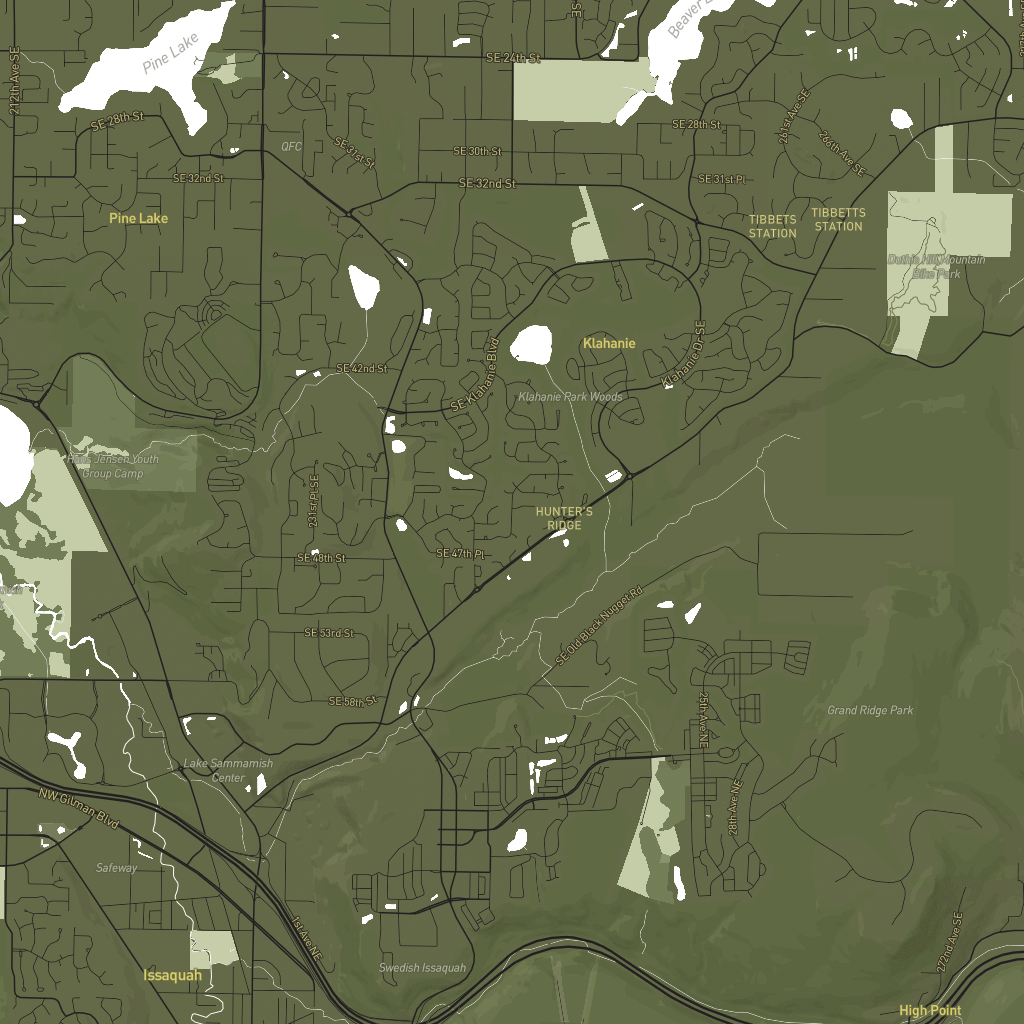 SE
Beaver
Pine Lake
SE 24th St
212th Ave SE
SE 28th St
SE 28th St
261st Ave SE
266th Ave SE
QFC
SE 31st St
SE 30th St
SE 32nd St
SE 32nd St
SE 31st Pl
Pine Lake
TIBBETS
STATION
TIBBETTS
STATION
Duthie Hill Mountain
Bike Park
Klahanie
SE 42nd St
SE Klahanie Blvd
Klahanie Dr SE
Klahanie Park Woods
Hans Jensen Youth
Group Camp
231st Pl SE
HUNTER'S
RIDGE
SE 48th St
SE 47th Pl
SE Old Black Nugget Rd
SE 53rd St
SE 58th St
25th Ave NE
Grand Ridge Park
Lake Sammamish
Center
NW Gilman Blvd
28th Ave NE
Safeway
1st Ave NE
272nd Ave SE
Swedish Issaquah
Issaquah
High Point